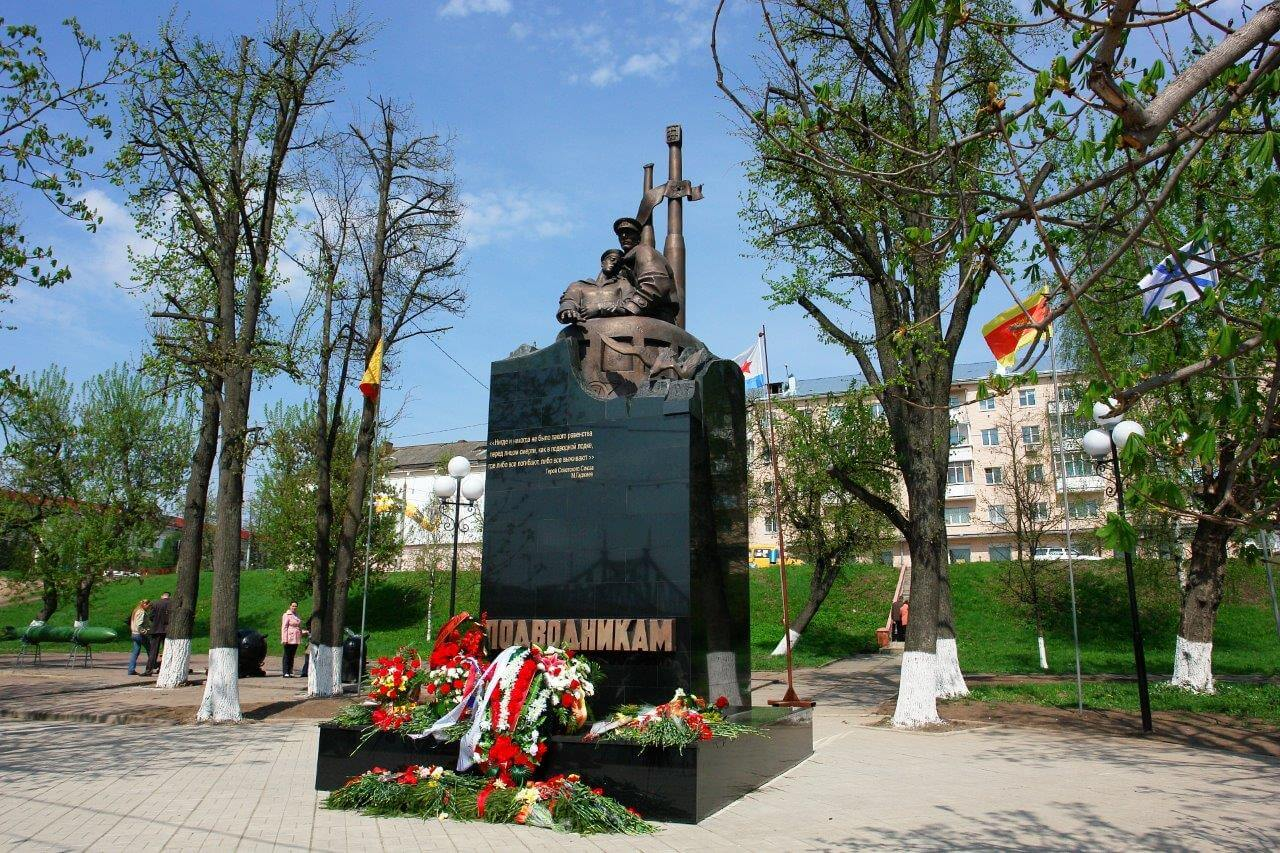 «Нигде и никогда не было такого равенства
перед лицом смерти, как в подводной лодке,
где либо все погибают, либо все выживают»
Герой Советского Союза
М.Гаджиев
ПОДВОДНИКАМ